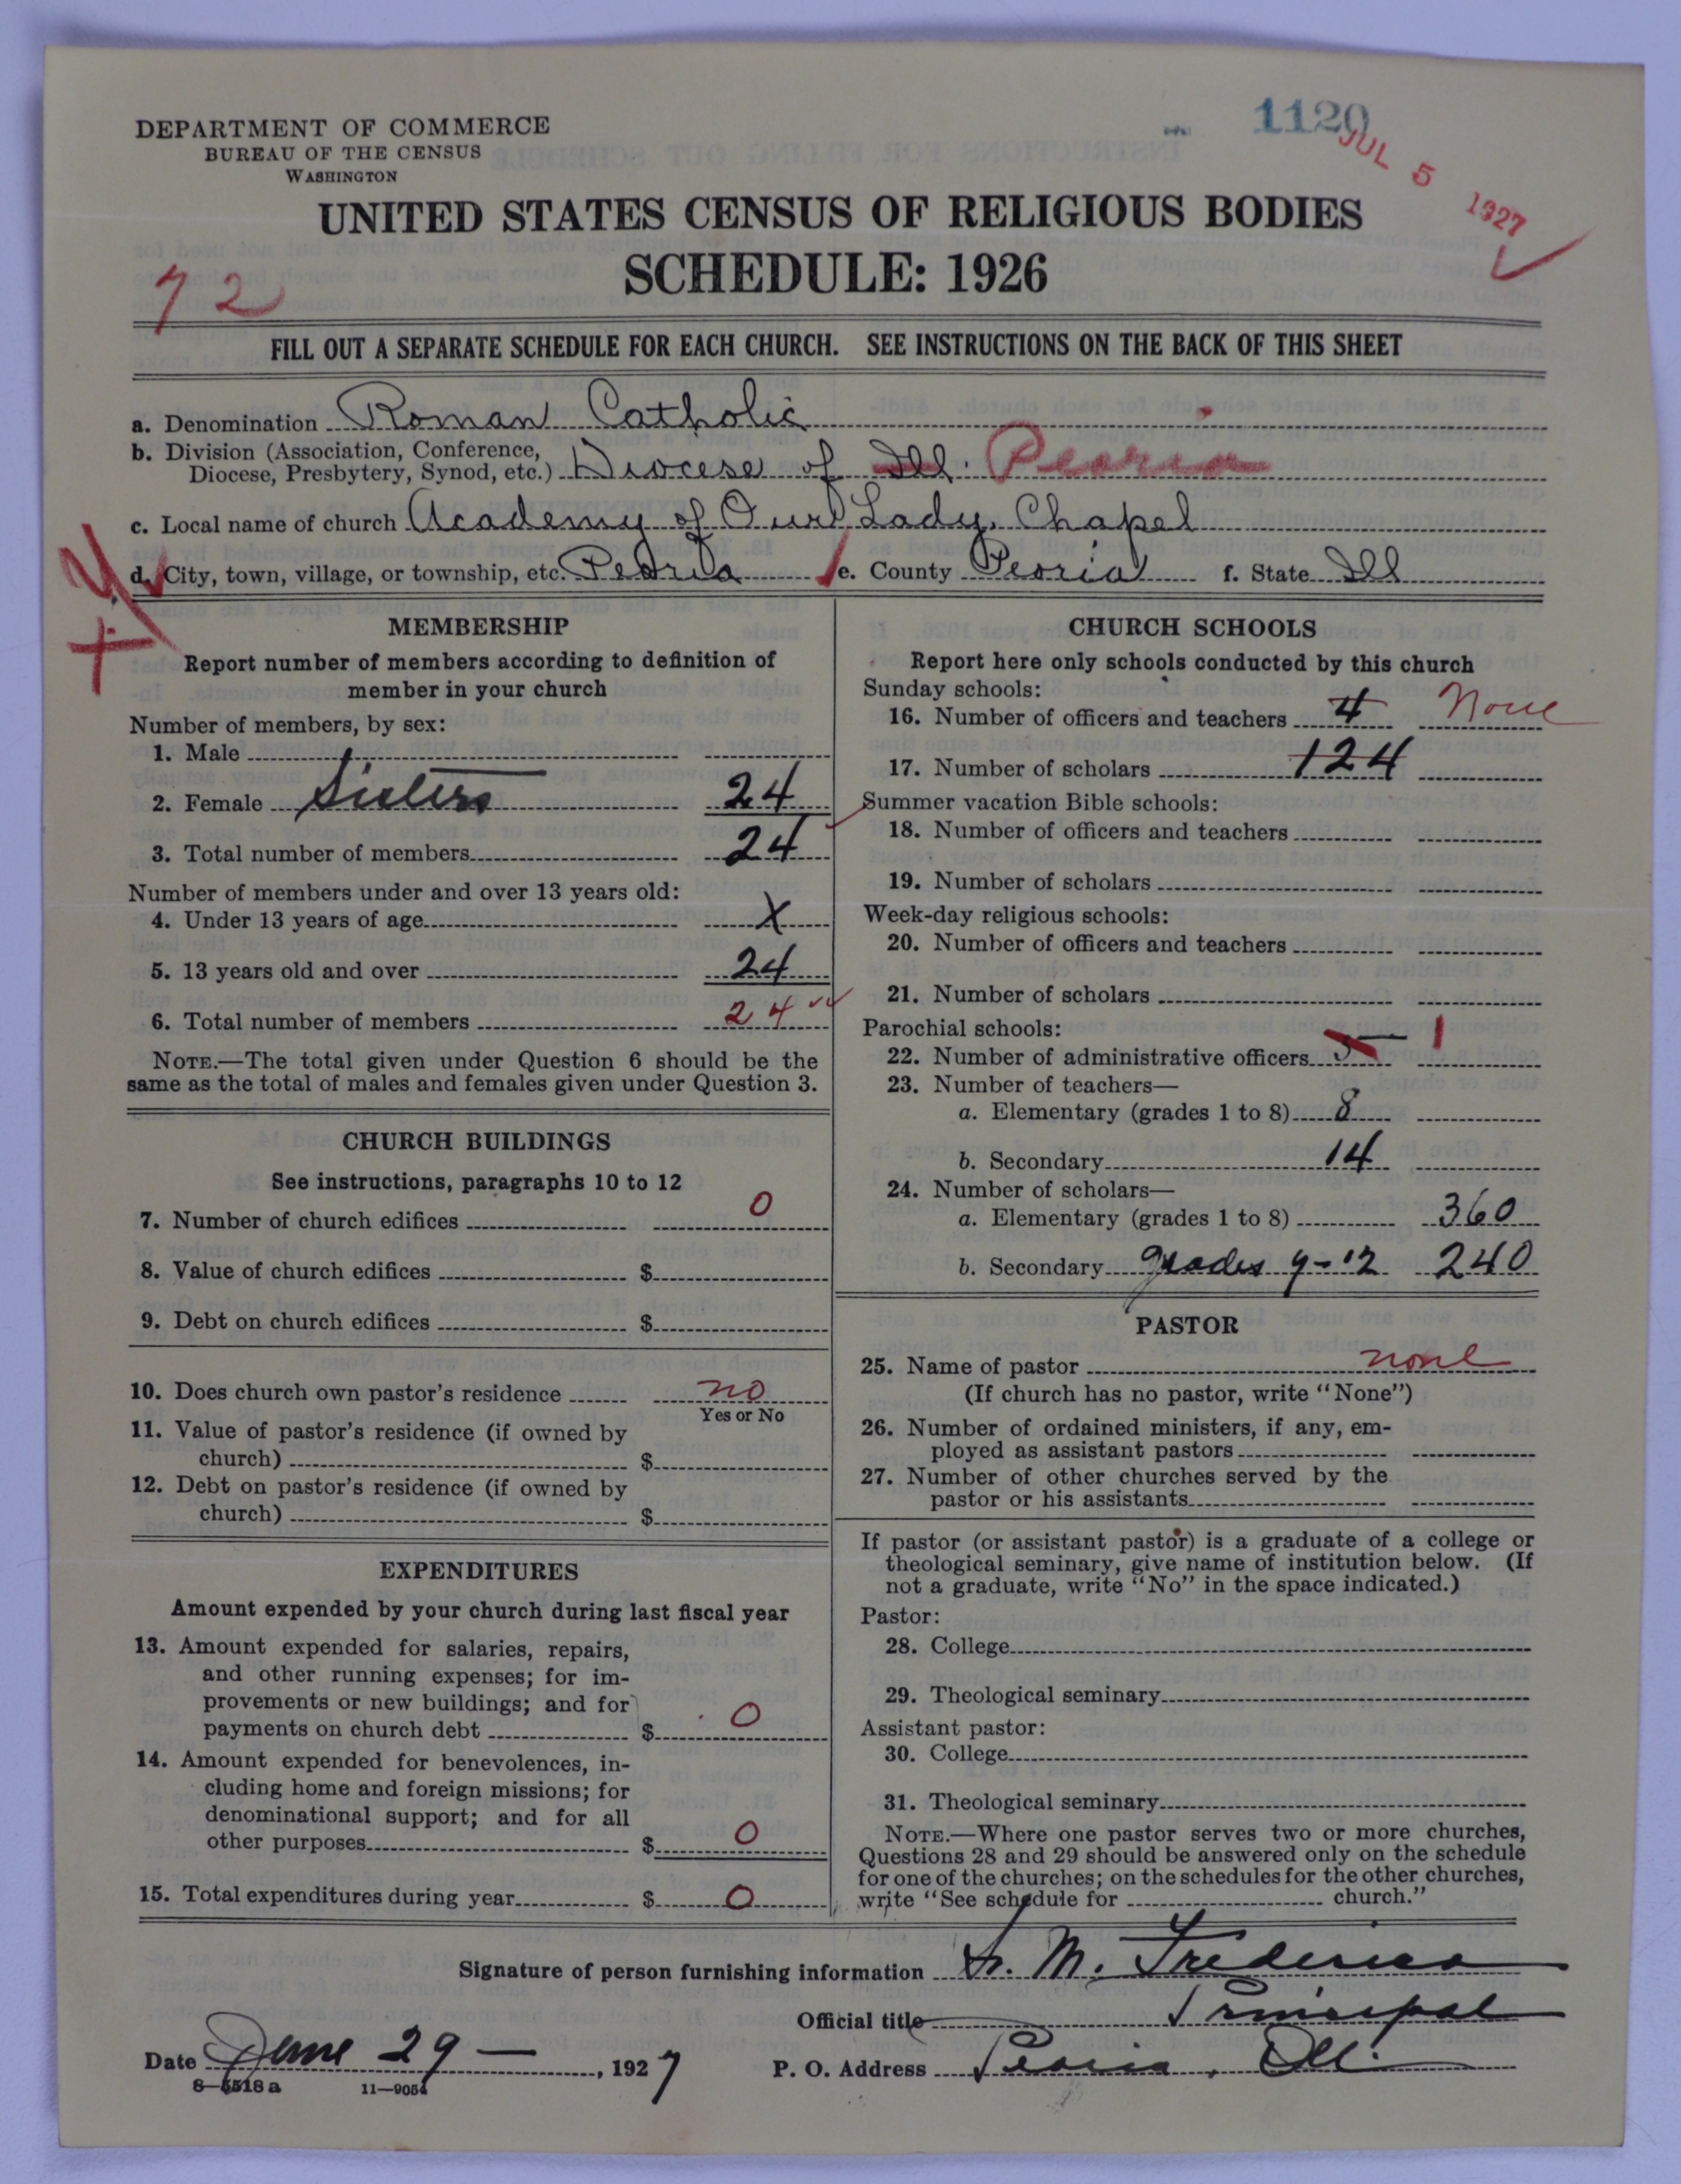 1120
JUL 5 1927
DEPARTMENT OF COMMERCE
BUREAU OF THE CENSUS
WASHINGTON
UNITED STATES CENSUS OF RELIGIOUS BODIES
SCHEDULE: 1926
72
FILL OUT A SEPARATE SCHEDULE FOR EACH CHURCH. SEE INSTRUCTIONS ON THE BACK OF THIS SHEET
a. Denomination Roman Catholic
b. Division (Association, Conference,
Diocese, Presbytery, Synod, etc.) Diocese of Ill. Peoria
c. Local name of church Academy of Our Lady, Chapel
d. City, town, village, or township, etc. Peoria e. County Peoria f. State Ill
MEMBERSHIP
Report number of members according to definition of
member in your church
Number of members, by sex:
1. Male
2. Female Sisters 24
3. Total number of members 24
Number of members under and over 13 years old:
4. Under 13 years of age X
5. 13 years old and over 24
6. Total number of members 24
NOTE.—The total given under Question 6 should be the
same as the total of males and females given under Question 3.
CHURCH BUILDINGS
See instructions, paragraphs 10 to 12
7. Number of church edifices 0
8. Value of church edifices $
9. Debt on church edifices $
10. Does church own pastor's residence no
Yes or No
11. Value of pastor's residence (if owned by
church) $
12. Debt on pastor's residence (if owned by
church) $
EXPENDITURES
Amount expended by your church during last fiscal year
13. Amount expended for salaries, repairs,
and other running expenses; for im-
provements or new buildings; and for
payments on church debt $ 0
14. Amount expended for benevolences, in-
cluding home and foreign missions; for
denominational support; and for all
other purposes $ 0
15. Total expenditures during year $ 0
CHURCH SCHOOLS
Report here only schools conducted by this church
Sunday schools:
16. Number of officers and teachers 4 None
17. Number of scholars 124
Summer vacation Bible schools:
18. Number of officers and teachers
19. Number of scholars
Week-day religious schools:
20. Number of officers and teachers
21. Number of scholars
Parochial schools:
22. Number of administrative officers 5 1
23. Number of teachers—
a. Elementary (grades 1 to 8) 8
b. Secondary 14
24. Number of scholars—
a. Elementary (grades 1 to 8) 360
b. Secondary grades 9-12 240
PASTOR
25. Name of pastor none
(If church has no pastor, write "None")
26. Number of ordained ministers, if any, em-
ployed as assistant pastors
27. Number of other churches served by the
pastor or his assistants
If pastor (or assistant pastor) is a graduate of a college or
theological seminary, give name of institution below. (If
not a graduate, write "No" in the space indicated.)
Pastor:
28. College
29. Theological seminary
Assistant pastor:
30. College
31. Theological seminary
NOTE.—Where one pastor serves two or more churches,
Questions 28 and 29 should be answered only on the schedule
for one of the churches; on the schedules for the other churches,
write "See schedule for church."
Signature of person furnishing information Sr. M. Frederica
Official title Principal
Date June 29 — , 1927 P. O. Address Peoria, Ill.
8—5518a 11—9054